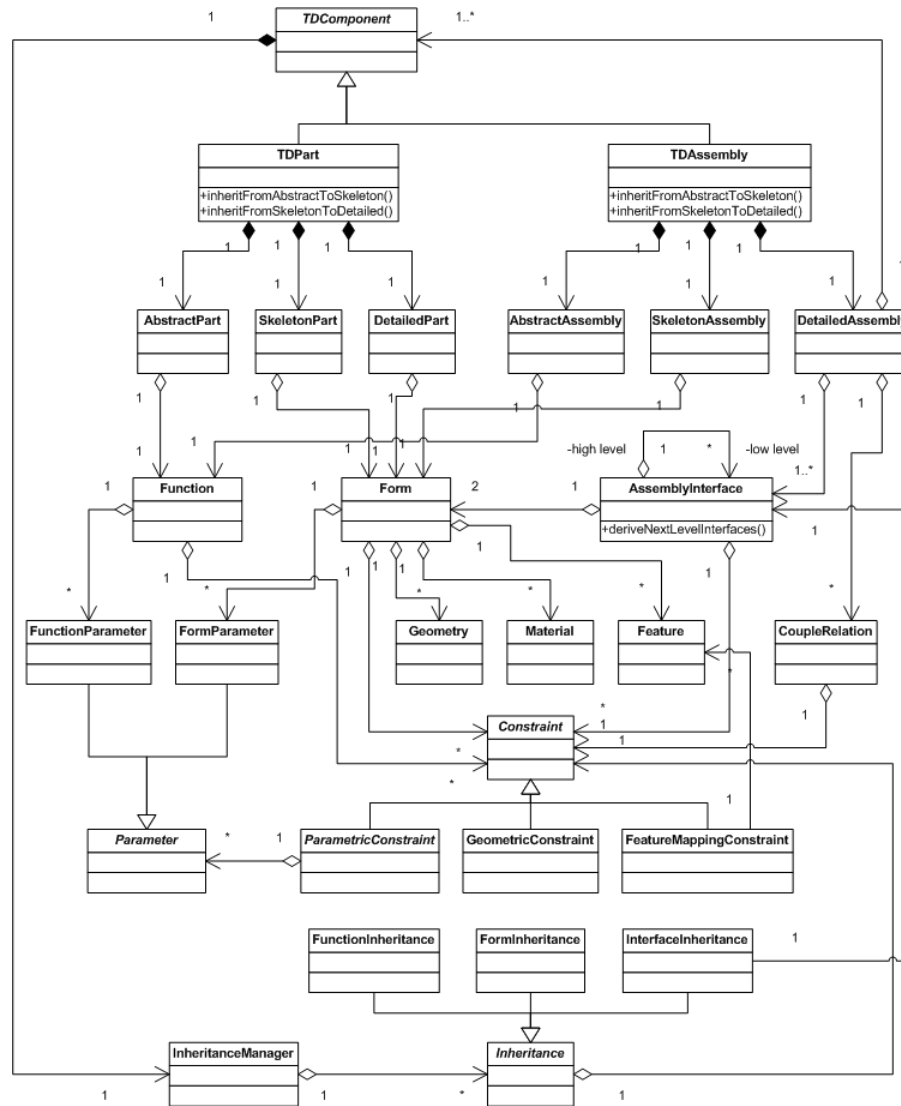 1
TDComponent
1..*
TDPart
+inheritFromAbstractToSkeleton()
+inheritFromSkeletonToDetailed()
TDAssembly
+inheritFromAbstractToSkeleton()
+inheritFromSkeletonToDetailed()
1 1 1 1 1 1
1 1 1 1 1 1
AbstractPart SkeletonPart DetailedPart AbstractAssembly SkeletonAssembly DetailedAssembly
1 1 1 1 1 1 1
1 1 1 1 1
-high level 1 * -low level
1..*
1 Function 1 Form 2 1 AssemblyInterface
+deriveNextLevelInterfaces()
1 1 1 1 1 1 1
* * * * * *
FunctionParameter FormParameter Geometry Material Feature CoupleRelation
*
*
Constraint
1 1
1
*
*
1
Parameter * 1 ParametricConstraint GeometricConstraint FeatureMappingConstraint
FunctionInheritance FormInheritance InterfaceInheritance 1
InheritanceManager Inheritance
1 1 * 1